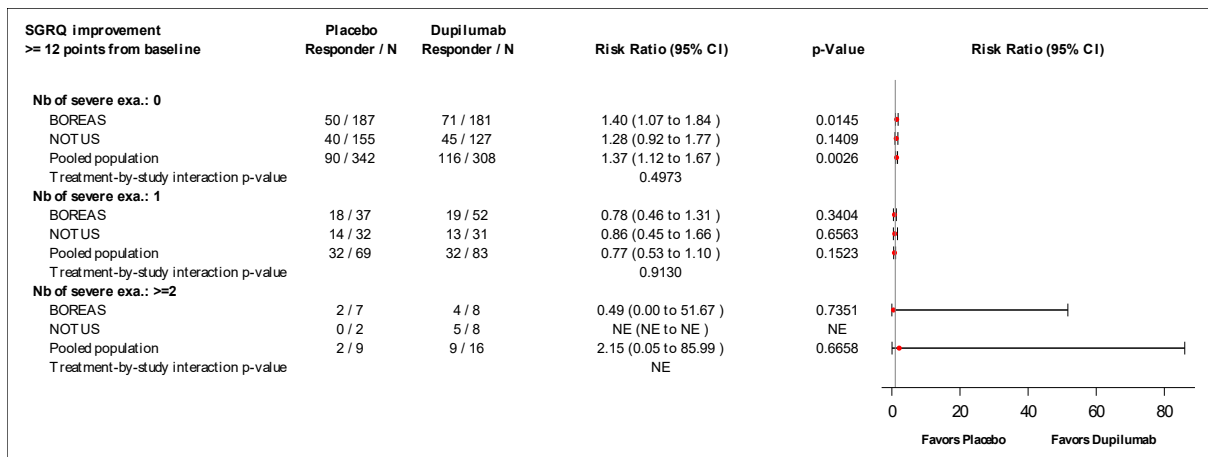 SGRQ improvement Placebo Dupilumab
>= 12 points from baseline Responder / N Responder / N Risk Ratio (95% CI) p-Value Risk Ratio (95% CI)
Nb of severe exa.: 0
BOREAS 50 / 187 71 / 181 1.40 (1.07 to 1.84 ) 0.0145
NOTUS 40 / 155 45 / 127 1.28 (0.92 to 1.77 ) 0.1409
Pooled population 90 / 342 116 / 308 1.37 (1.12 to 1.67 ) 0.0026
Treatment-by-study interaction p-value 0.4973
Nb of severe exa.: 1
BOREAS 18 / 37 19 / 52 0.78 (0.46 to 1.31 ) 0.3404
NOTUS 14 / 32 13 / 31 0.86 (0.45 to 1.66 ) 0.6563
Pooled population 32 / 69 32 / 83 0.77 (0.53 to 1.10 ) 0.1523
Treatment-by-study interaction p-value 0.9130
Nb of severe exa.: >=2
BOREAS 2 / 7 4 / 8 0.49 (0.00 to 51.67 ) 0.7351
NOTUS 0 / 2 5 / 8 NE (NE to NE ) NE
Pooled population 2 / 9 9 / 16 2.15 (0.05 to 85.99 ) 0.6658
Treatment-by-study interaction p-value NE
0 20 40 60 80
Favors Placebo Favors Dupilumab